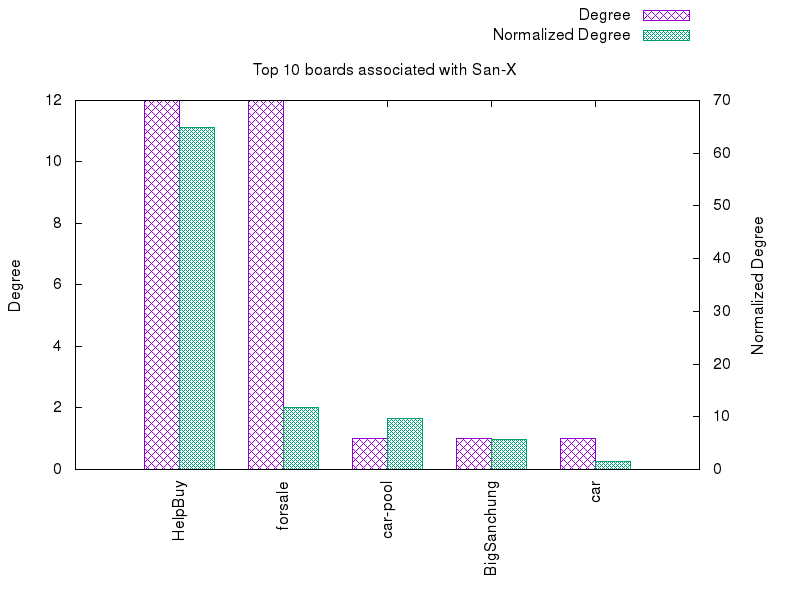 Degree
Normalized Degree
Top 10 boards associated with San-X
12
10
8
6
4
2
0
70
60
50
40
30
20
10
0
Degree
Normalized Degree
HelpBuy
forsale
car-pool
BigSanchung
car